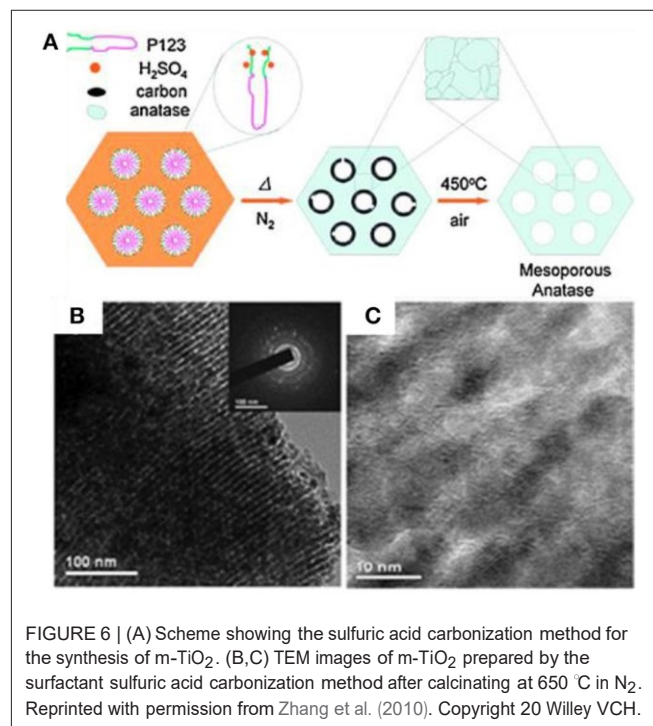 A
P123
H₂SO₄
carbon
anatase
Δ
N₂
450°C
air
Mesoporous
Anatase
B
100 nm
C
10 nm
FIGURE 6 | (A) Scheme showing the sulfuric acid carbonization method for
the synthesis of m-TiO₂. (B,C) TEM images of m-TiO₂ prepared by the
surfactant sulfuric acid carbonization method after calcinating at 650 °C in N₂.
Reprinted with permission from Zhang et al. (2010). Copyright 20 Willey VCH.